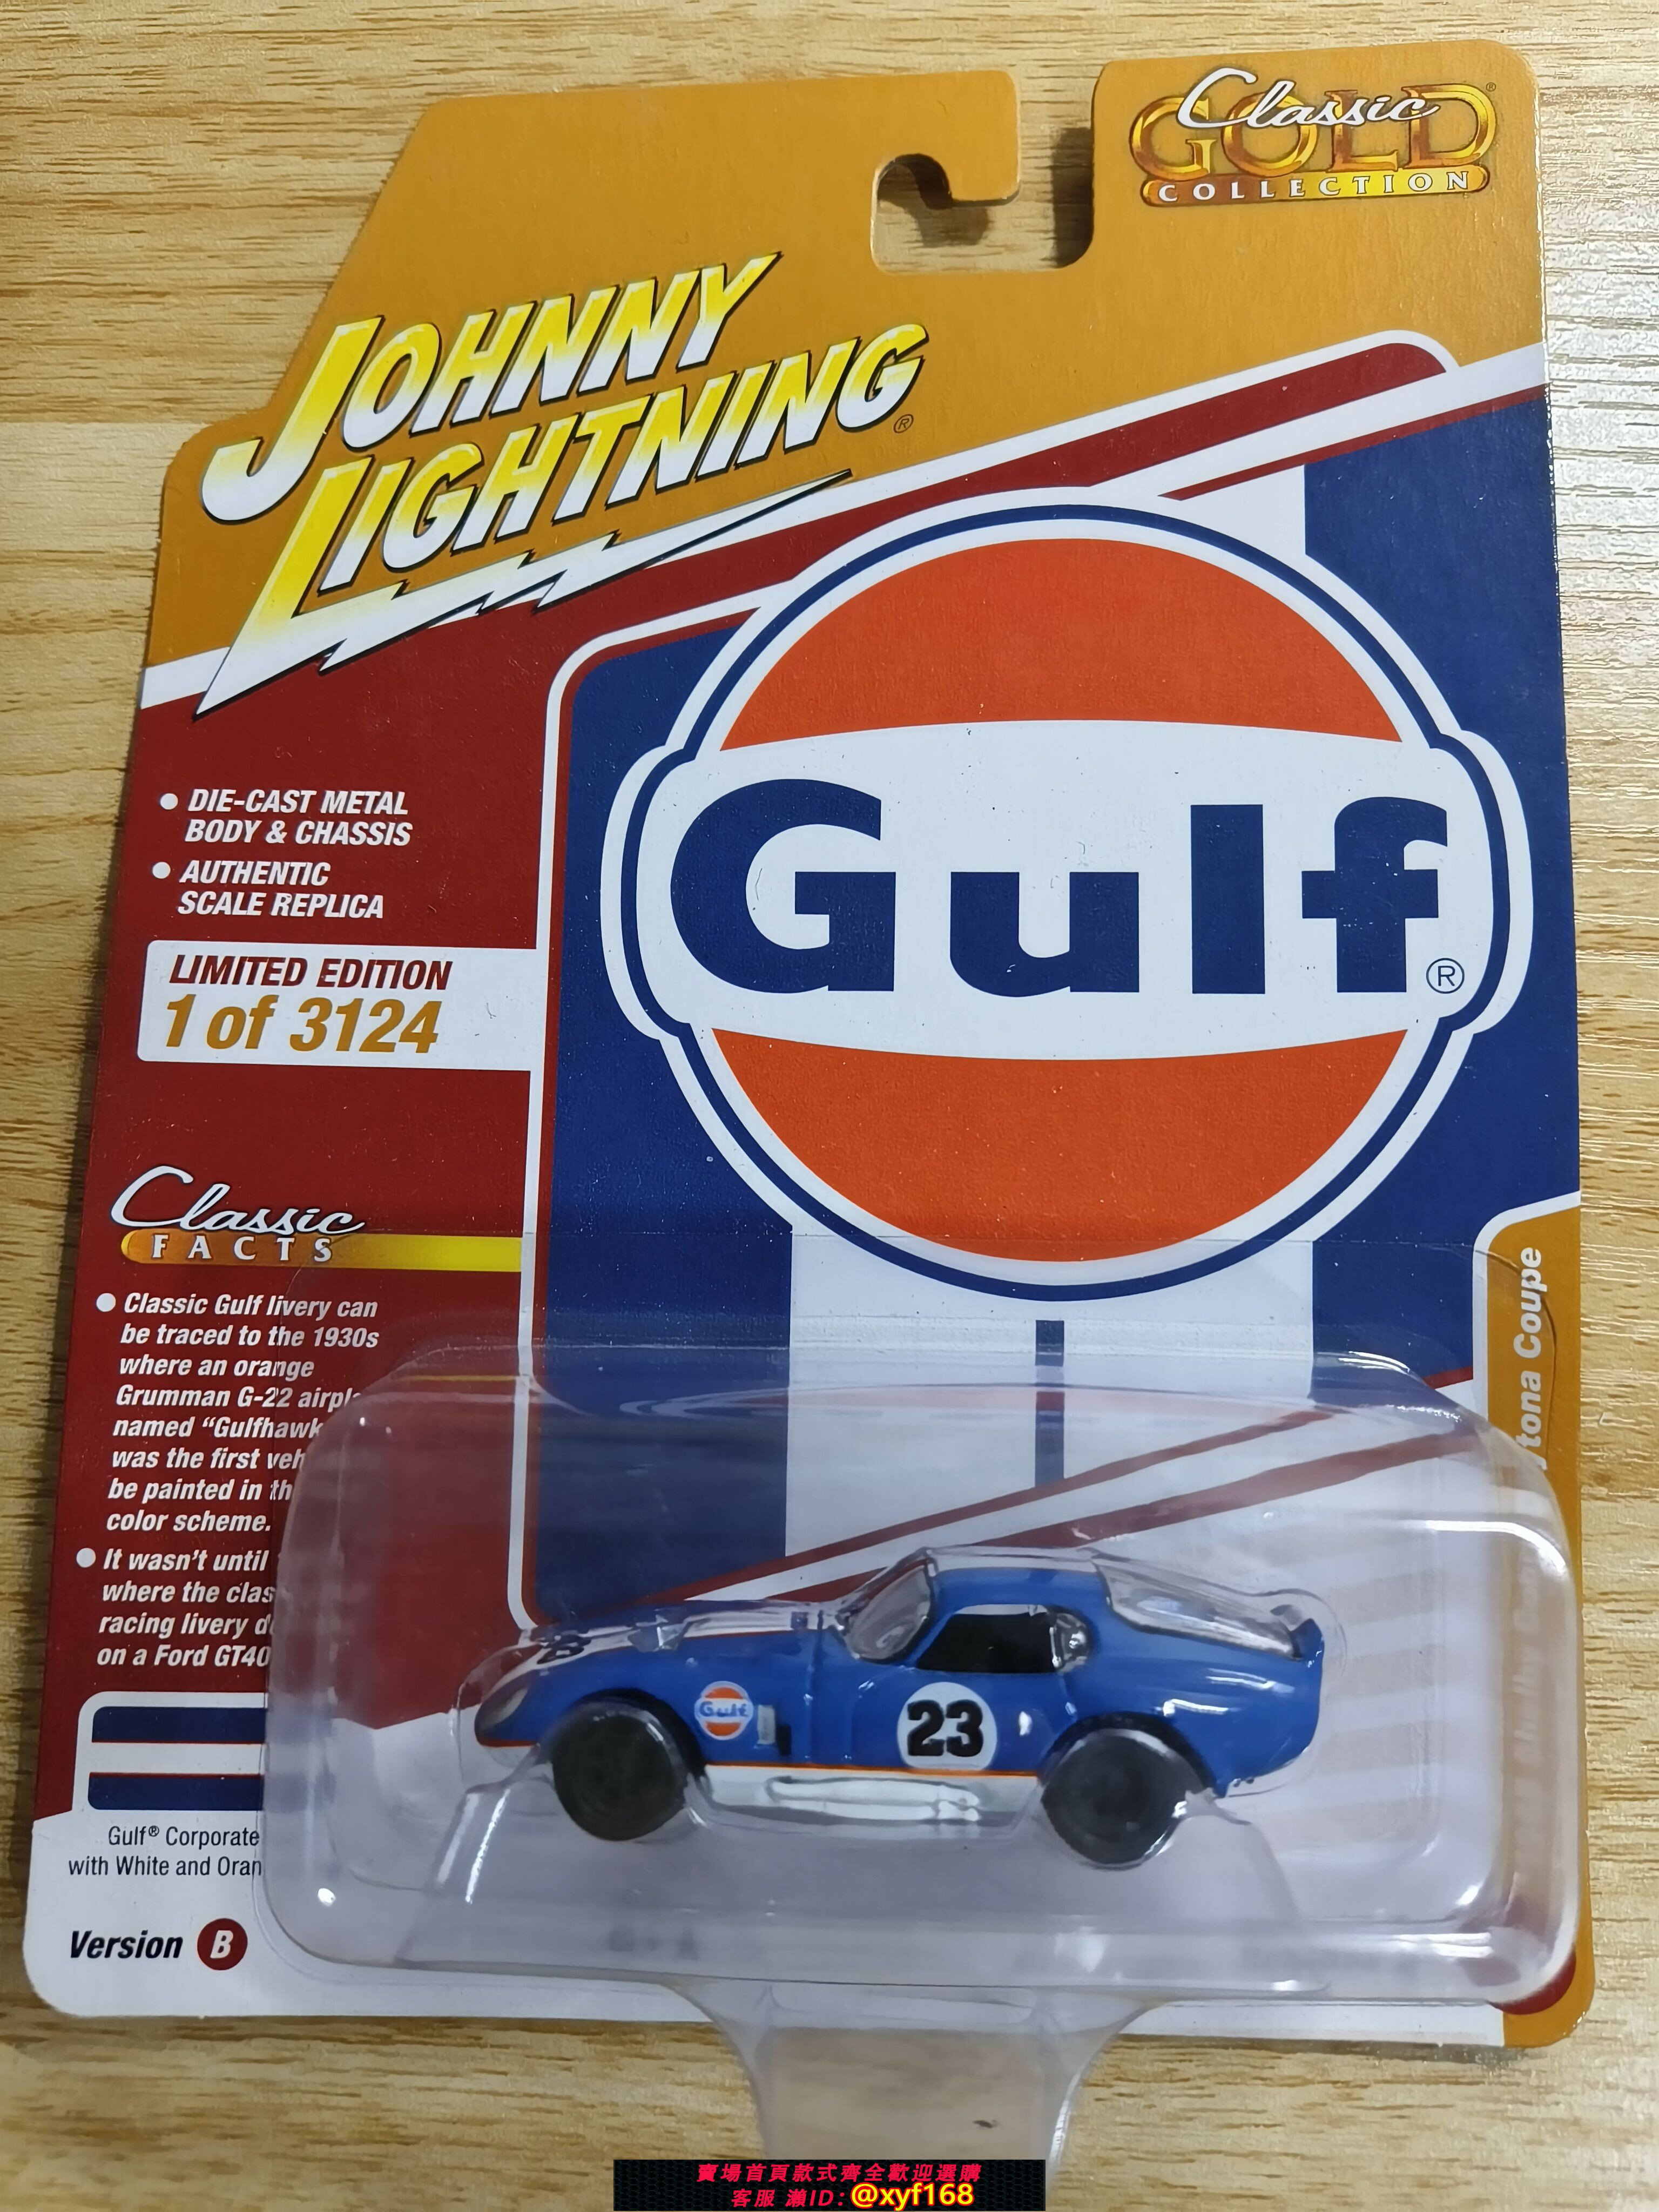 Classic
GOLD
COLLECTION
JOHNNY
LIGHTNING®
DIE-CAST METAL
BODY & CHASSIS
AUTHENTIC
SCALE REPLICA
LIMITED EDITION
1 of 3124
Gulf®
Classic
FACTS
Classic Gulf livery can
be traced to the 1930s
where an orange
Grumman G-22
named “Gulfhawk
was the first
be painted in
color scheme.
It wasn’t until
where the
racing livery
on a Ford GT40
Gulf® Corporate
with White and
Version B
Coupe
Gulf
23
賣場首頁款式齊全歡迎選購
客服 瀨ID：@xyf168